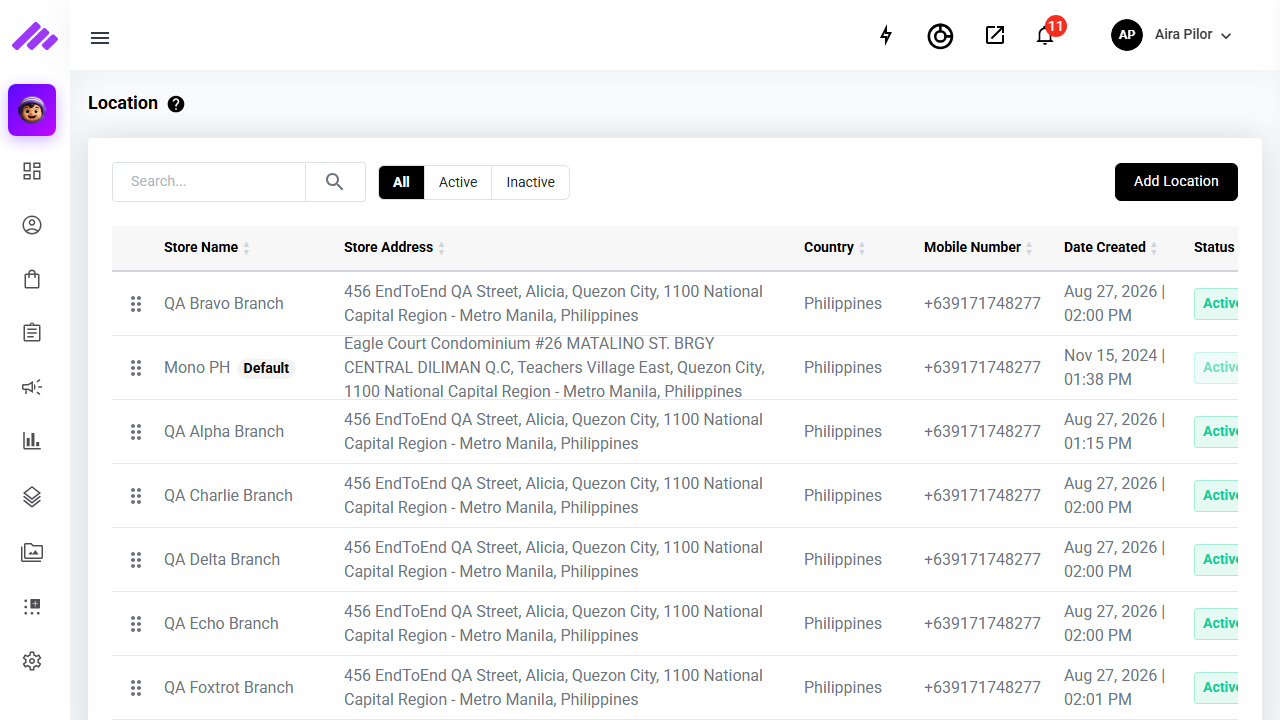 11
AP
Aira Pilor
Location
Search...
All
Active
Inactive
Add Location
Store Name
Store Address
Country
Mobile Number
Date Created
Status
QA Bravo Branch
456 EndToEnd QA Street, Alicia, Quezon City, 1100 National
Capital Region - Metro Manila, Philippines
Philippines
+639171748277
Aug 27, 2026 |
02:00 PM
Active
Mono PH
Default
Eagle Court Condominium #26 MATALINO ST. BRGY
CENTRAL DILIMAN Q.C, Teachers Village East, Quezon City,
1100 National Capital Region - Metro Manila, Philippines
Philippines
+639171748277
Nov 15, 2024 |
01:38 PM
Active
QA Alpha Branch
456 EndToEnd QA Street, Alicia, Quezon City, 1100 National
Capital Region - Metro Manila, Philippines
Philippines
+639171748277
Aug 27, 2026 |
01:15 PM
Active
QA Charlie Branch
456 EndToEnd QA Street, Alicia, Quezon City, 1100 National
Capital Region - Metro Manila, Philippines
Philippines
+639171748277
Aug 27, 2026 |
02:00 PM
Active
QA Delta Branch
456 EndToEnd QA Street, Alicia, Quezon City, 1100 National
Capital Region - Metro Manila, Philippines
Philippines
+639171748277
Aug 27, 2026 |
02:00 PM
Active
QA Echo Branch
456 EndToEnd QA Street, Alicia, Quezon City, 1100 National
Capital Region - Metro Manila, Philippines
Philippines
+639171748277
Aug 27, 2026 |
02:00 PM
Active
QA Foxtrot Branch
456 EndToEnd QA Street, Alicia, Quezon City, 1100 National
Capital Region - Metro Manila, Philippines
Philippines
+639171748277
Aug 27, 2026 |
02:01 PM
Active